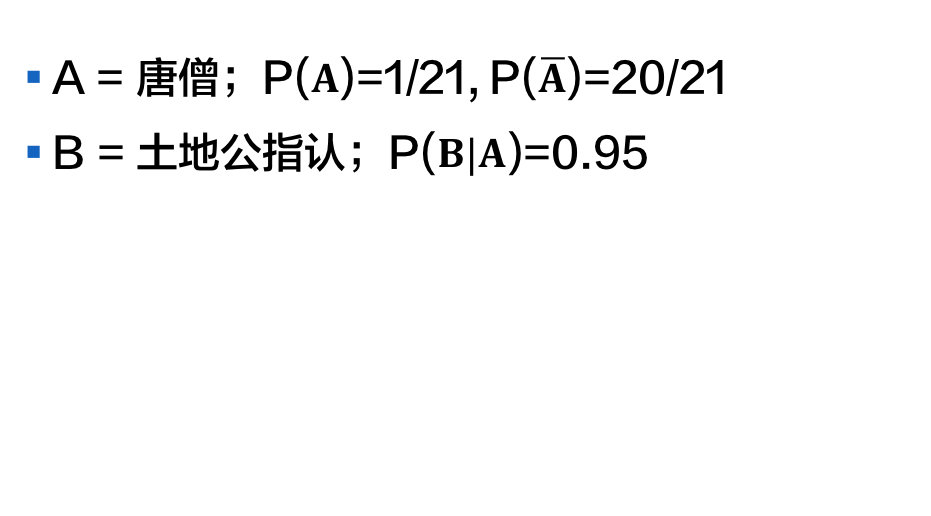 ▪ A = 唐僧；P(A)=1/21, P(A̅)=20/21
▪ B = 土地公指认；P(B|A)=0.95